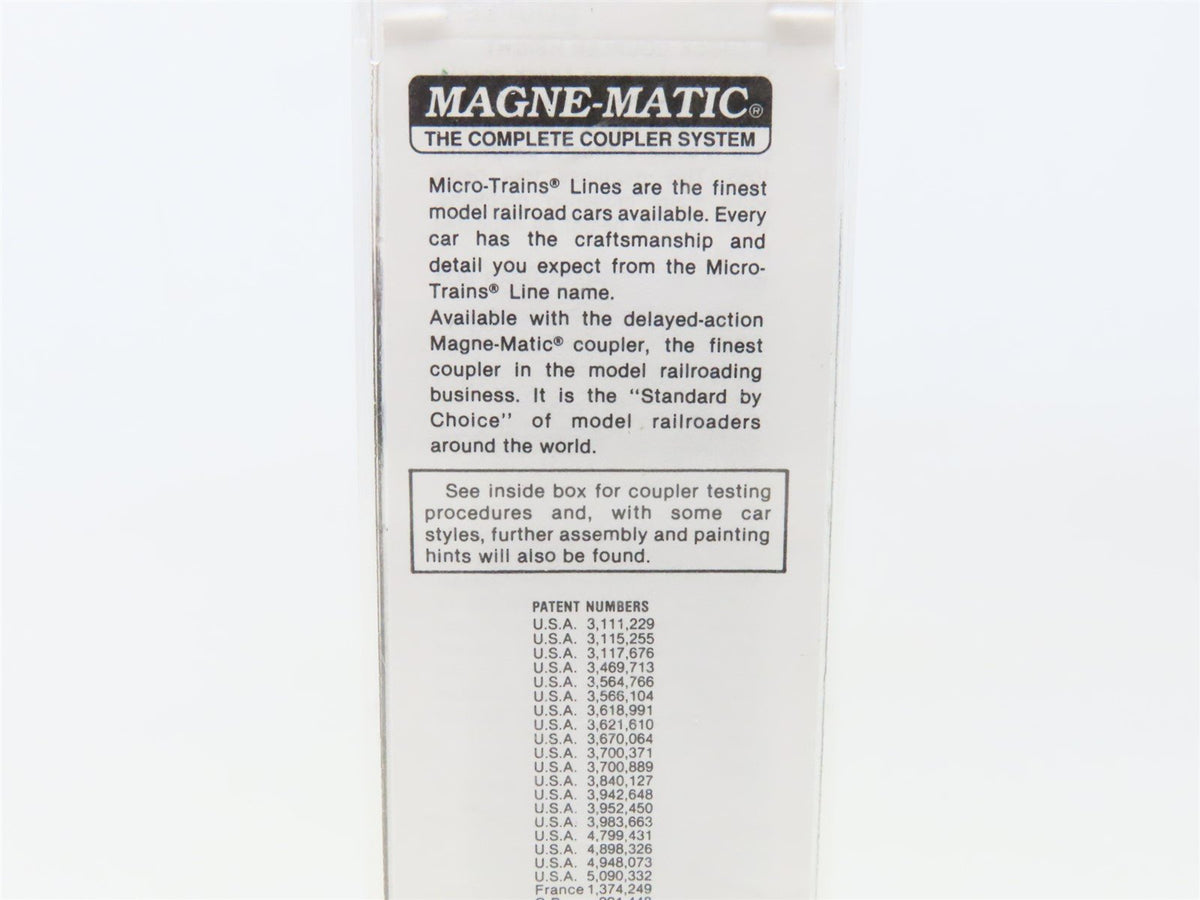 MAGNE-MATIC®
THE COMPLETE COUPLER SYSTEM
Micro-Trains® Lines are the finest
model railroad cars available. Every
car has the craftsmanship and
detail you expect from the Micro-
Trains® Line name.
Available with the delayed-action
Magne-Matic® coupler, the finest
coupler in the model railroading
business. It is the "Standard by
Choice" of model railroaders
around the world.
See inside box for coupler testing
procedures and, with some car
styles, further assembly and painting
hints will also be found.
PATENT NUMBERS
U.S.A. 3,111,229
U.S.A. 3,115,255
U.S.A. 3,117,676
U.S.A. 3,469,713
U.S.A. 3,564,766
U.S.A. 3,566,104
U.S.A. 3,618,991
U.S.A. 3,621,610
U.S.A. 3,670,064
U.S.A. 3,700,371
U.S.A. 3,700,889
U.S.A. 3,840,127
U.S.A. 3,942,648
U.S.A. 3,952,450
U.S.A. 3,983,663
U.S.A. 4,799,431
U.S.A. 4,898,326
U.S.A. 4,948,073
U.S.A. 5,090,332
France 1,374,249